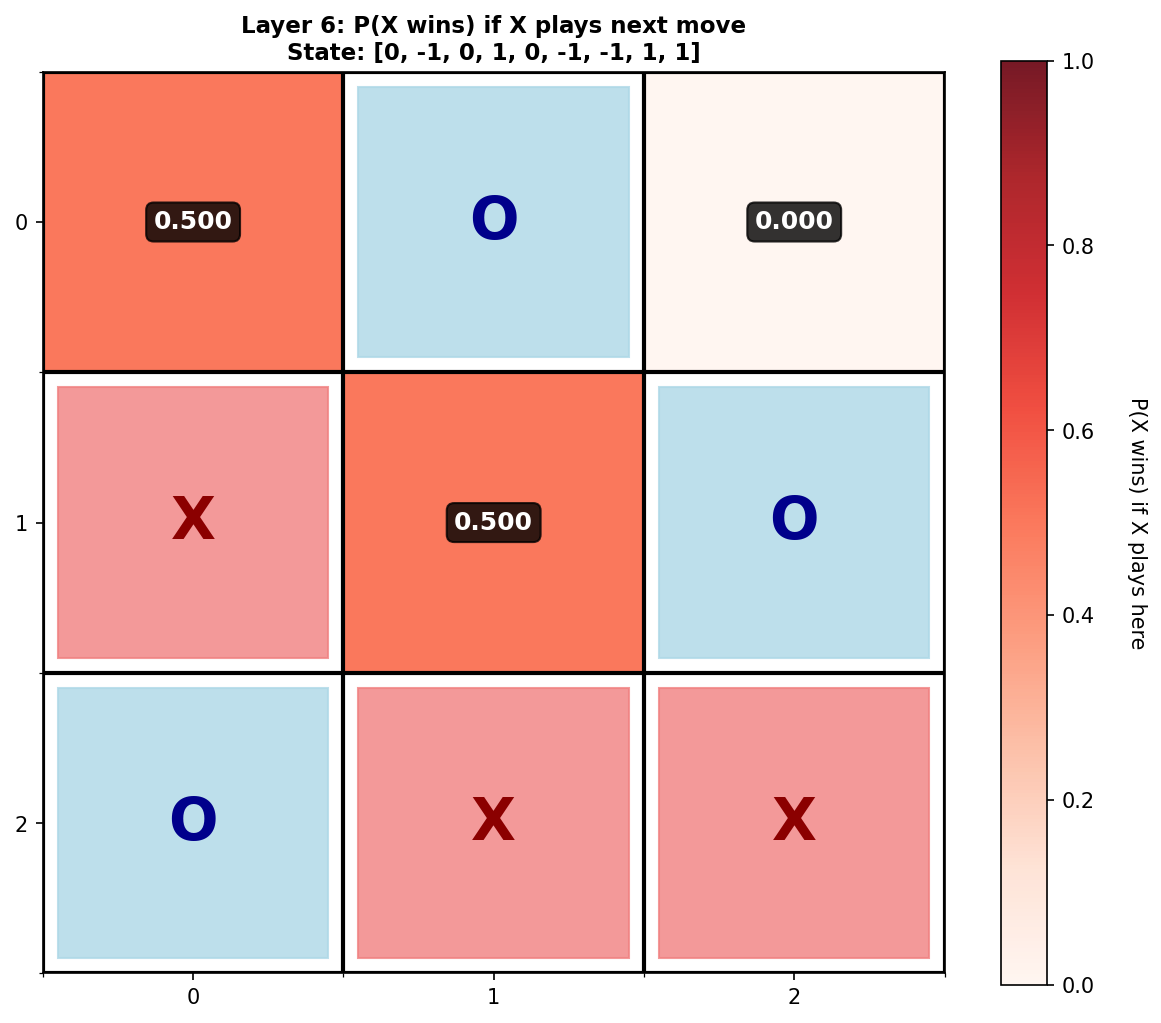 Layer 6: P(X wins) if X plays next move
State: [0, -1, 0, 1, 0, -1, -1, 1, 1]
0.500
O
0.000
X
0.500
O
O
X
X
0
1
2
0
1
2
1.0
0.8
0.6
0.4
0.2
0.0
P(X wins) if X plays here